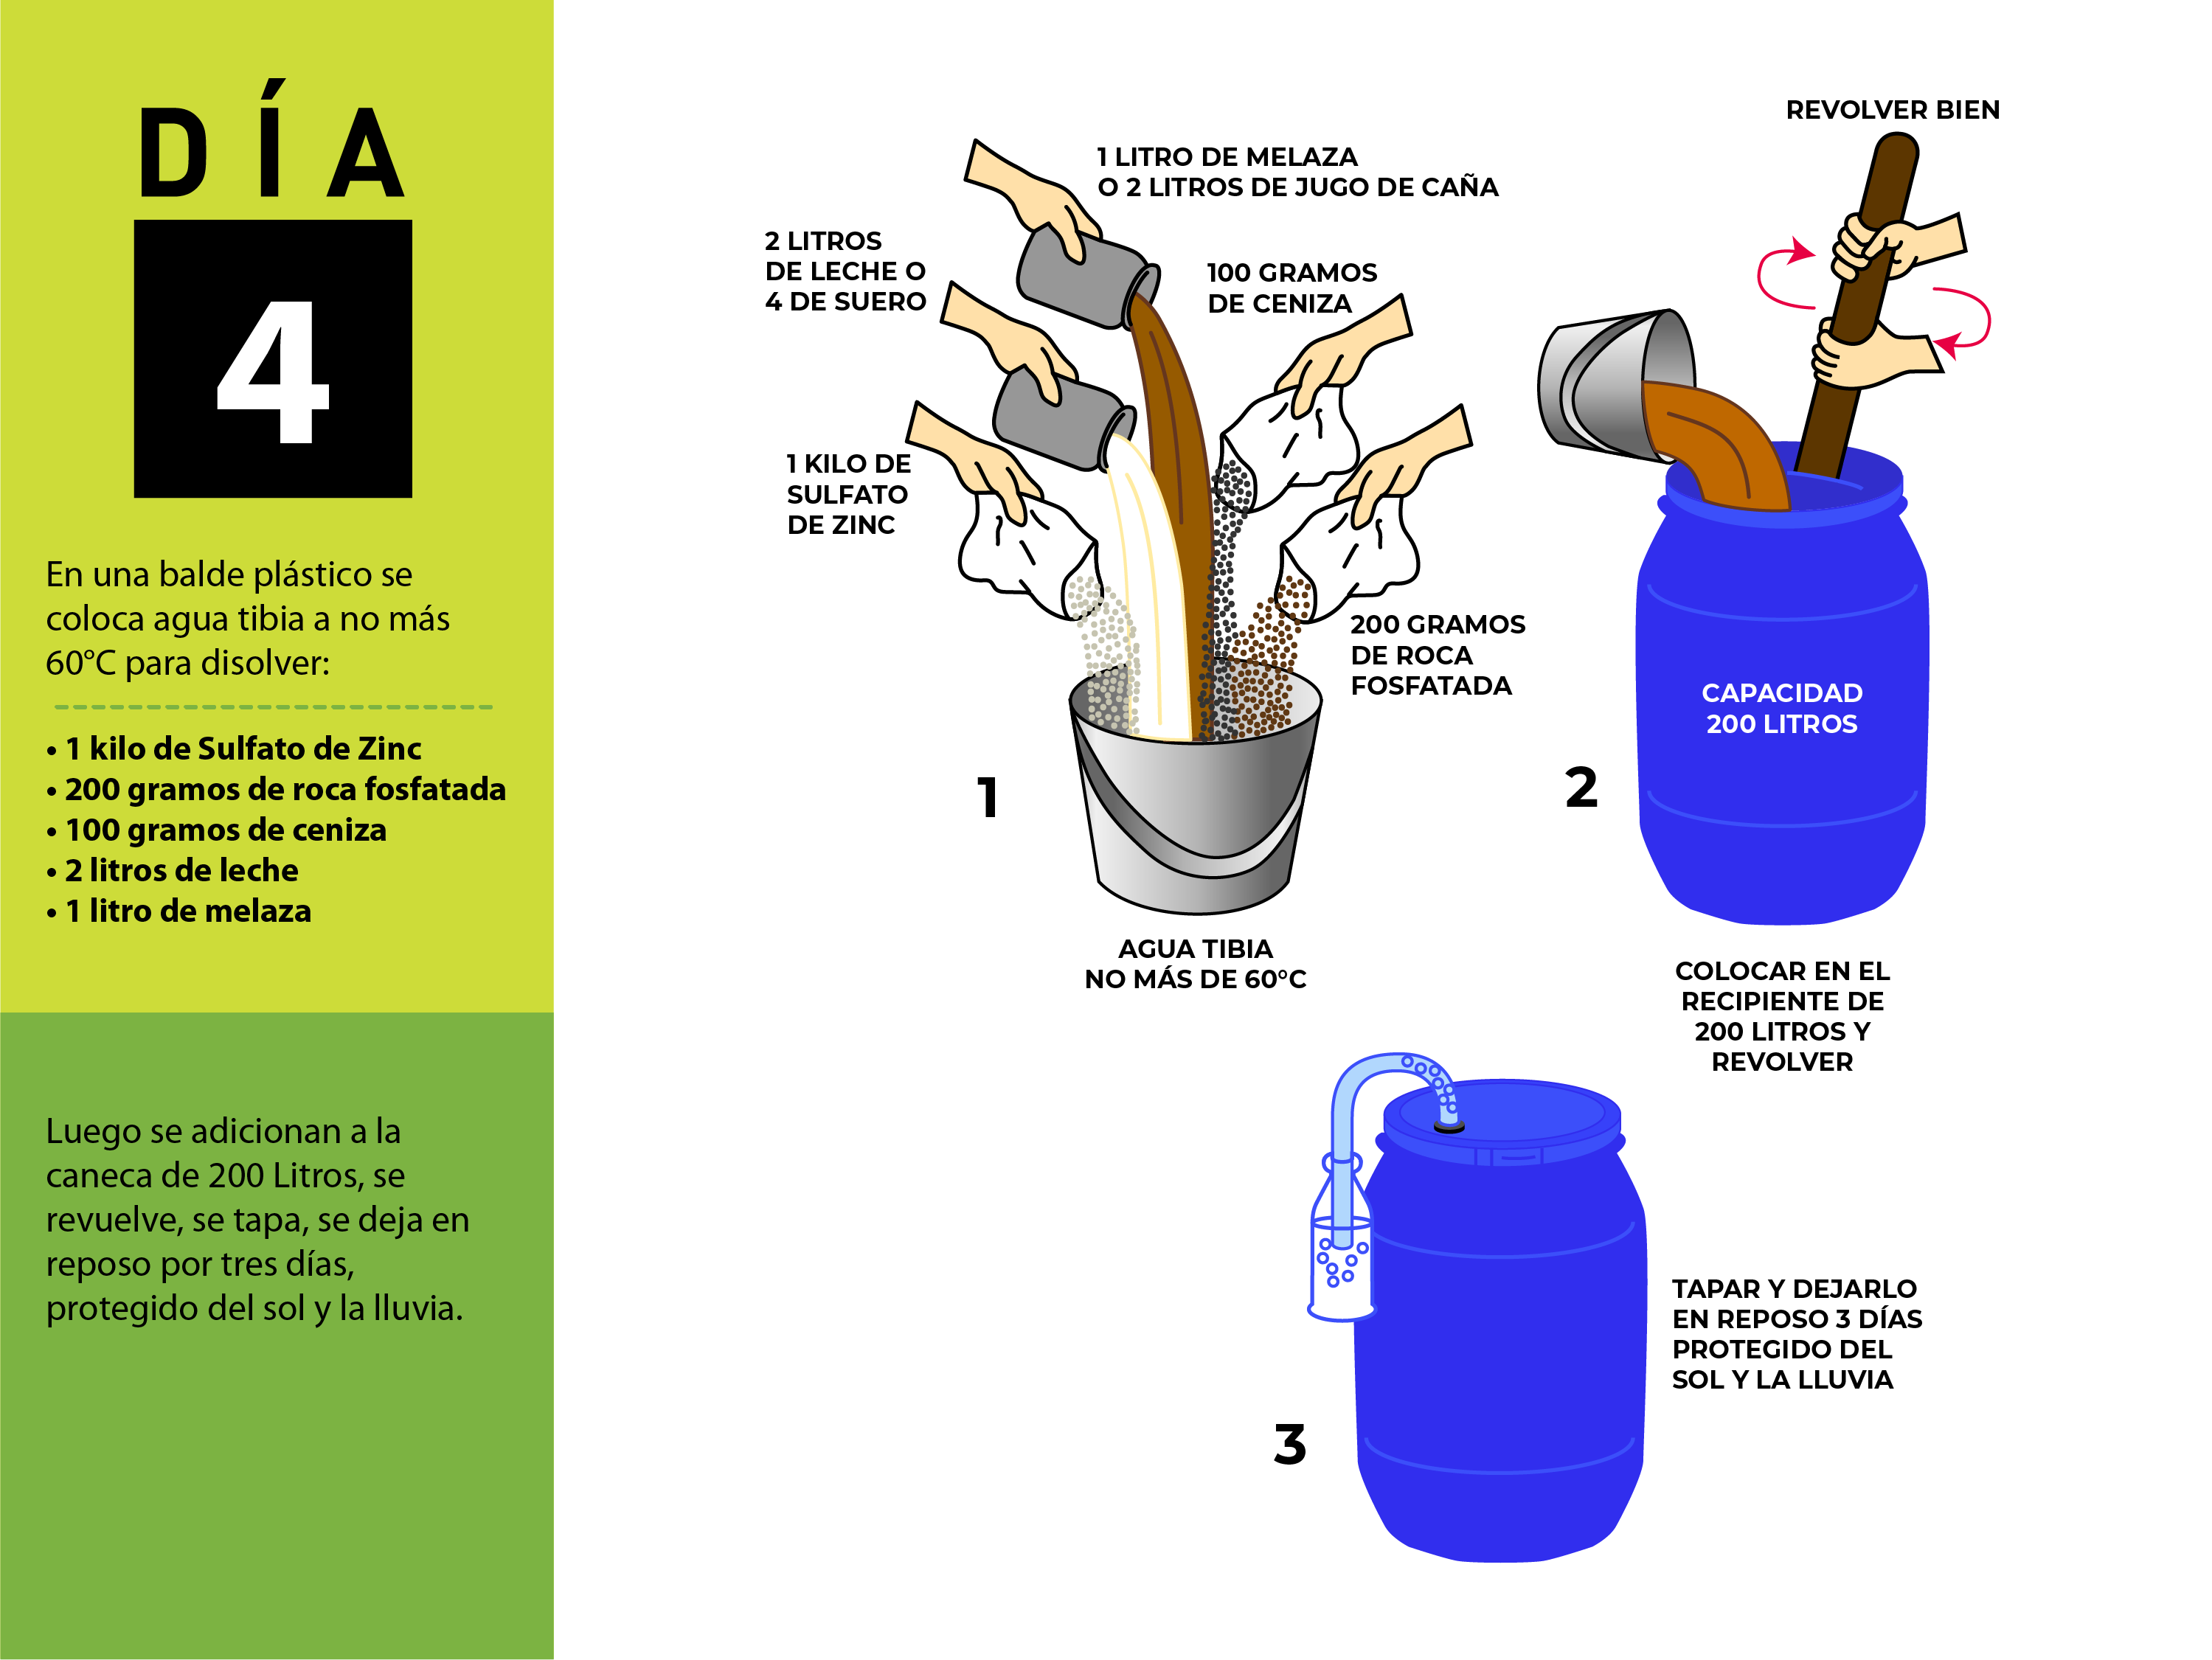 DÍA
4
En una balde plástico se
coloca agua tibia a no más
60°C para disolver:
• 1 kilo de Sulfato de Zinc
• 200 gramos de roca fosfatada
• 100 gramos de ceniza
• 2 litros de leche
• 1 litro de melaza
Luego se adicionan a la
caneca de 200 Litros, se
revuelve, se tapa, se deja en
reposo por tres días,
protegido del sol y la lluvia.
1 LITRO DE MELAZA
O 2 LITROS DE JUGO DE CAÑA
2 LITROS
DE LECHE O
4 DE SUERO
100 GRAMOS
DE CENIZA
1 KILO DE
SULFATO
DE ZINC
200 GRAMOS
DE ROCA
FOSFATADA
1
AGUA TIBIA
NO MÁS DE 60°C
REVOLVER BIEN
CAPACIDAD
200 LITROS
2
COLOCAR EN EL
RECIPIENTE DE
200 LITROS Y
REVOLVER
TAPAR Y DEJARLO
EN REPOSO 3 DÍAS
PROTEGIDO DEL
SOL Y LA LLUVIA
3